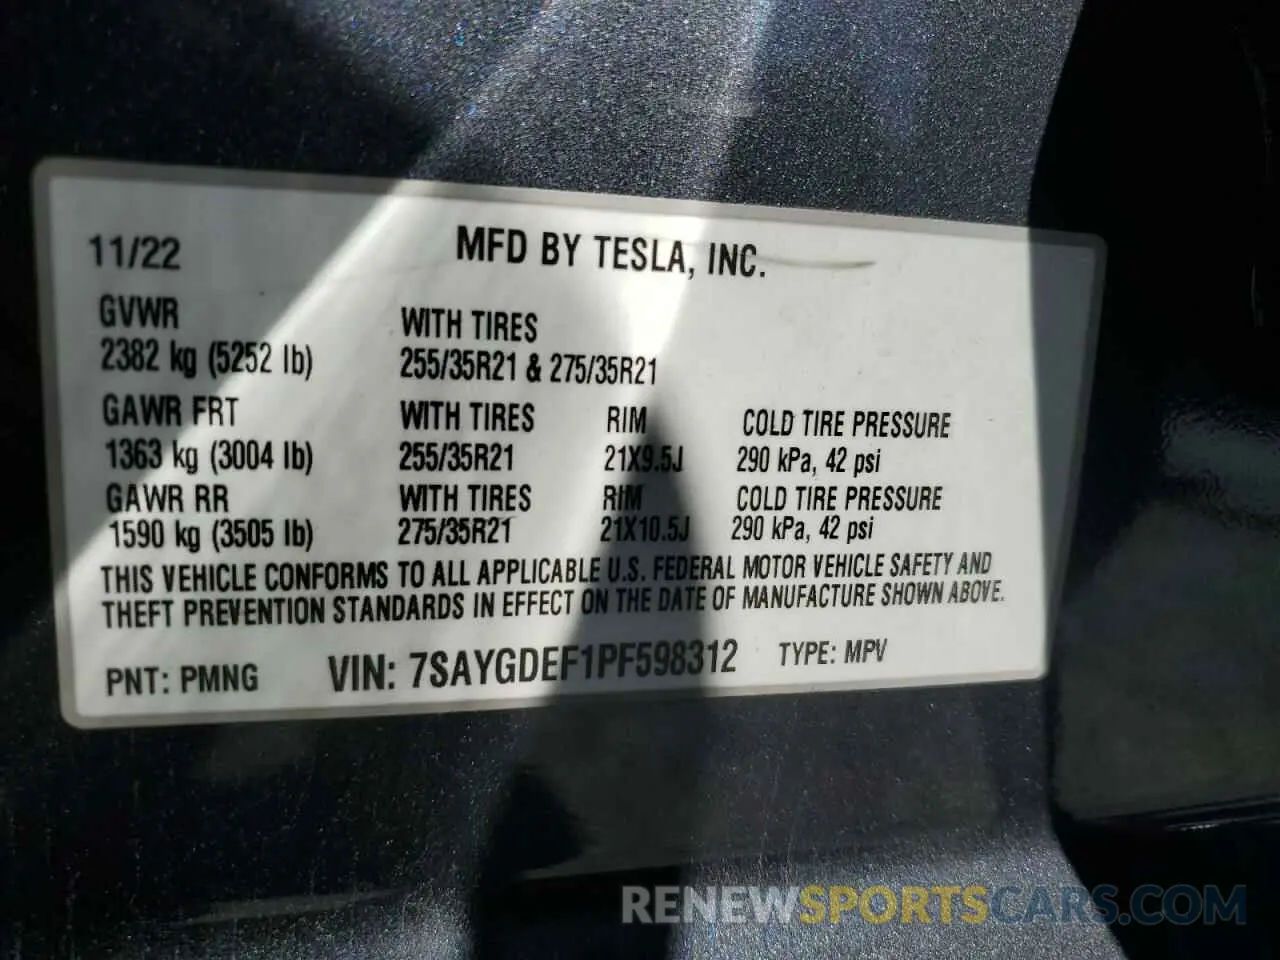 11/22 MFD BY TESLA, INC.
GVWR WITH TIRES
2382 kg (5252 lb) 255/35R21 & 275/35R21
GAWR FRT WITH TIRES RIM COLD TIRE PRESSURE
1363 kg (3004 lb) 255/35R21 21X9.5J 290 kPa, 42 psi
GAWR RR WITH TIRES RIM COLD TIRE PRESSURE
1590 kg (3505 lb) 275/35R21 21X10.5J 290 kPa, 42 psi
THIS VEHICLE CONFORMS TO ALL APPLICABLE U.S. FEDERAL MOTOR VEHICLE SAFETY AND
THEFT PREVENTION STANDARDS IN EFFECT ON THE DATE OF MANUFACTURE SHOWN ABOVE.
PNT: PMNG VIN: 7SAYGDEF1PF598312 TYPE: MPV
RENEWSPORTSCARS.COM